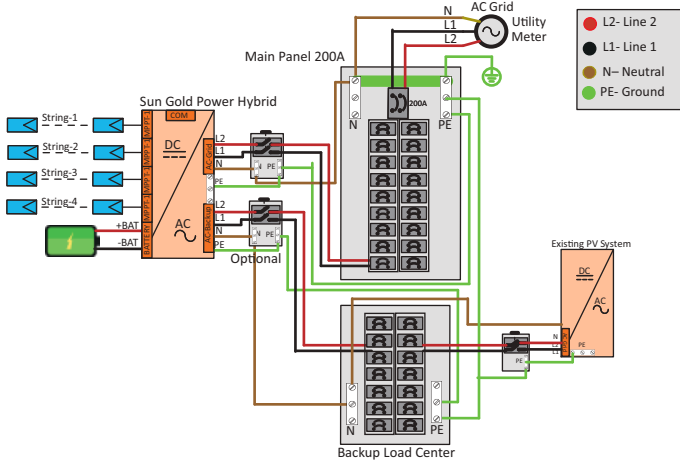 AC Grid
Utility
Meter
N
L1
L2
L2- Line 2
L1- Line 1
N– Neutral
PE- Ground
Main Panel 200A
200A
N
PE
Sun Gold Power Hybrid
COM
String-1
String-2
String-3
String-4
MPPT-1
MPPT-1
MPPT-1
MPPT-1
DC
AC
AC-Grid
L2
L1
N
PE
N
PE
AC-Backup
L2
L1
N
PE
N
PE
Optional
+BAT
-BAT
BATTERY
Existing PV System
DC
AC
N
L2
L1
PE
PE
N
PE
Backup Load Center